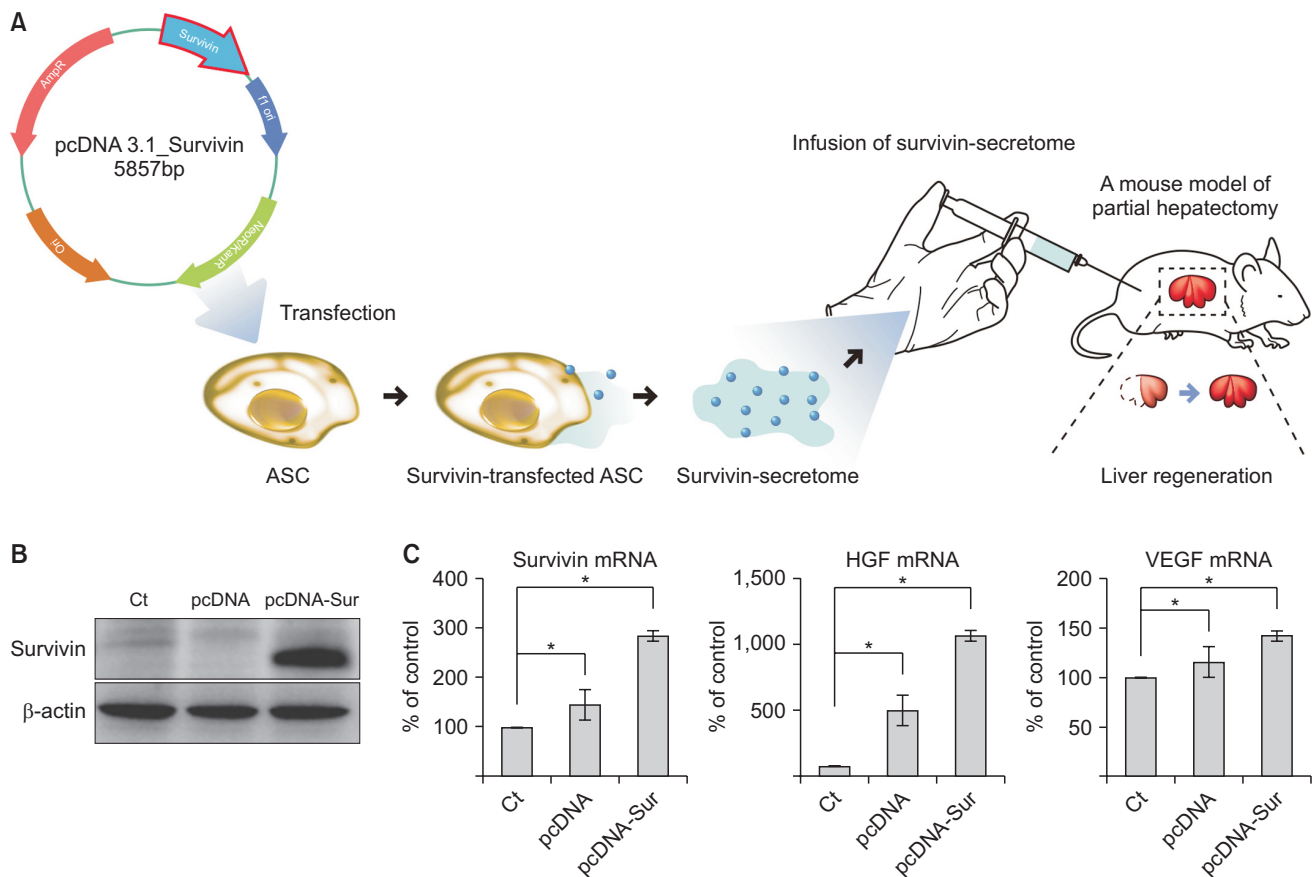 A
Survivin
AmpR
f1 ori
pcDNA 3.1_Survivin
5857bp
Ori
NeoR/KanR
Transfection
ASC
Survivin-transfected ASC
Survivin-secretome
Infusion of survivin-secretome
A mouse model of
partial hepatectomy
Liver regeneration
B
Ct pcDNA pcDNA-Sur
Survivin
β-actin
C
Survivin mRNA
% of control
400
300
200
100
*
*
Ct
pcDNA
pcDNA-Sur
HGF mRNA
% of control
1,500
1,000
500
*
*
Ct
pcDNA
pcDNA-Sur
VEGF mRNA
% of control
200
150
100
50
*
*
Ct
pcDNA
pcDNA-Sur